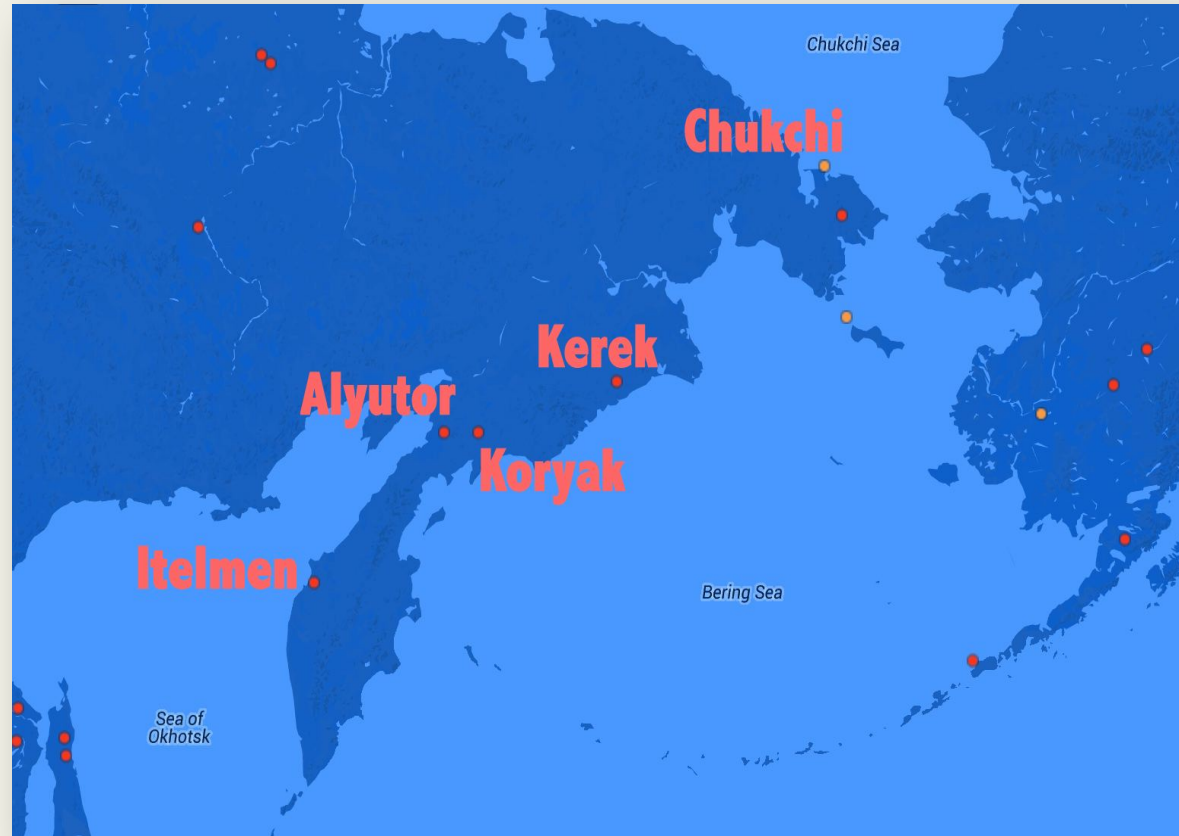 Chukchi Sea
Chukchi
Kerek
Alyutor
Koryak
Itelmen
Bering Sea
Sea of
Okhotsk